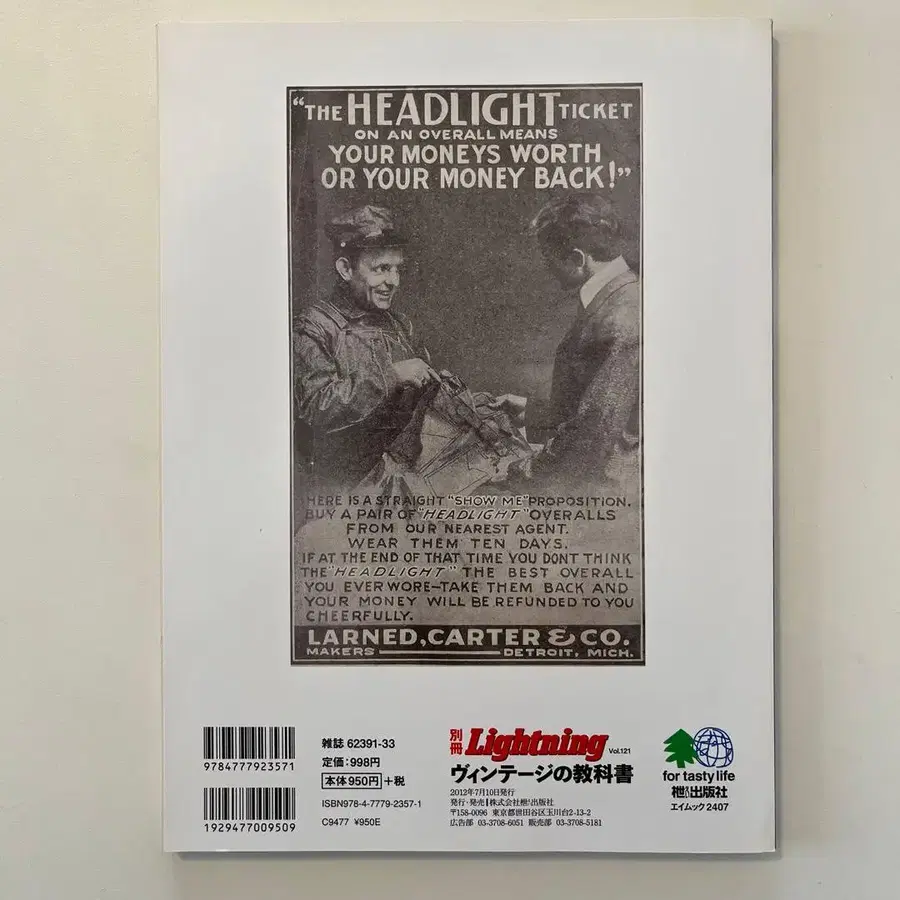 “THE HEADLIGHT TICKET
ON AN OVERALL MEANS
YOUR MONEYS WORTH
OR YOUR MONEY BACK!”
HERE IS A STRAIGHT "SHOW ME" PROPOSITION.
BUY A PAIR OF "HEADLIGHT" OVERALLS
FROM OUR NEAREST AGENT.
WEAR THEM TEN DAYS.
IF AT THE END OF THAT TIME YOU DONT THINK
THE "HEADLIGHT" THE BEST OVERALL
YOU EVER WORE—TAKE THEM BACK AND
YOUR MONEY WILL BE REFUNDED TO YOU
CHEERFULLY.
LARNED, CARTER & CO.
MAKERS DETROIT, MICH.
9784777923571
1929477009509
雑誌 62391-33
定価:998円
本体950円 +税
ISBN978-4-7779-2357-1
C9477 ¥950E
別冊 Lightning Vol.121
ヴィンテージの教科書
2012年7月10日発行
発行・発売 株式会社枻出版社
〒158-0096 東京都世田谷区玉川台2-13-2
広告部 03-3708-6051 販売部 03-3708-5181
for tasty life
枻出版社
エイムック 2407